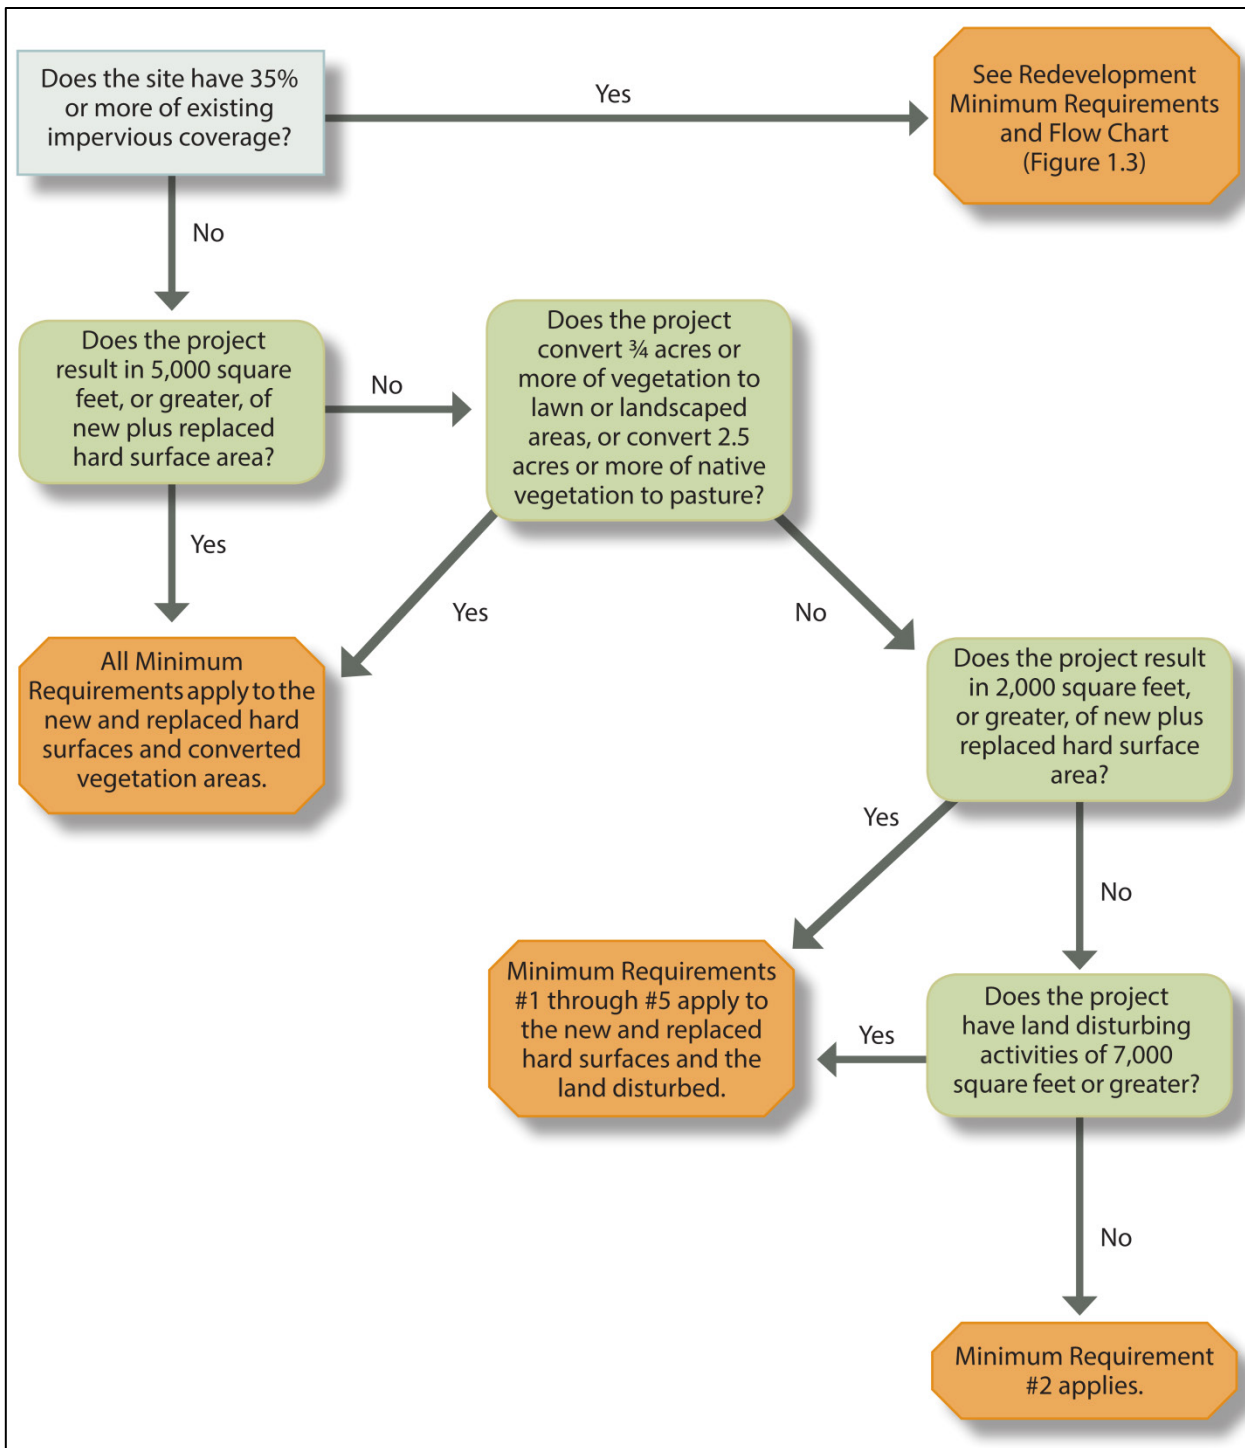 Does the site have 35%
or more of existing
impervious coverage?
Yes
See Redevelopment
Minimum Requirements
and Flow Chart
(Figure 1.3)
No
Does the project
result in 5,000 square
feet, or greater, of
new plus replaced
hard surface area?
No
Does the project
convert ¾ acres or
more of vegetation to
lawn or landscaped
areas, or convert 2.5
acres or more of native
vegetation to pasture?
Yes
Yes
No
All Minimum
Requirements apply to the
new and replaced hard
surfaces and converted
vegetation areas.
Does the project result
in 2,000 square feet,
or greater, of new plus
replaced hard surface
area?
Yes
No
Minimum Requirements
#1 through #5 apply to
the new and replaced
hard surfaces and the
land disturbed.
Yes
Does the project
have land disturbing
activities of 7,000
square feet or greater?
No
Minimum Requirement
#2 applies.